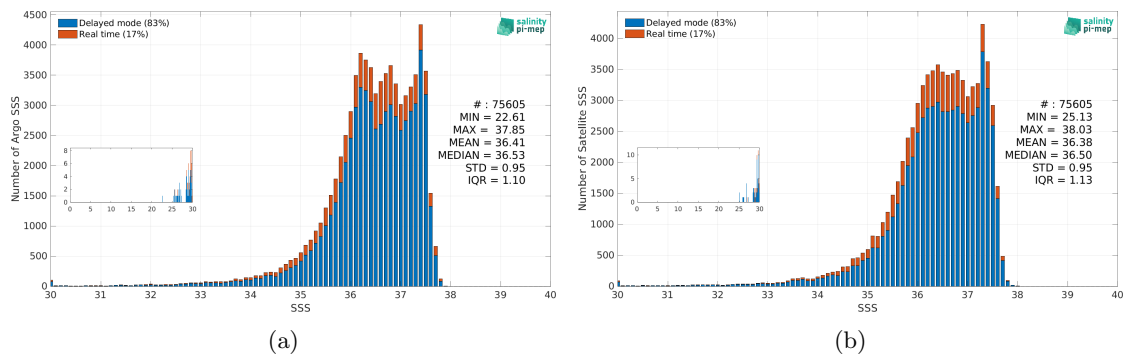 Delayed mode (83%)
Real time (17%)
salinity
pi-mep
Number of Argo SSS
4500
4000
3500
3000
2500
2000
1500
1000
500
0
# : 75605
MIN = 22.61
MAX = 37.85
MEAN = 36.41
MEDIAN = 36.53
STD = 0.95
IQR = 1.10
8
6
4
2
0
0 5 10 15 20 25 30
30 31 32 33 34 35 36 37 38 39 40
SSS
(a)
Delayed mode (83%)
Real time (17%)
salinity
pi-mep
Number of Satellite SSS
4000
3500
3000
2500
2000
1500
1000
500
0
# : 75605
MIN = 25.13
MAX = 38.03
MEAN = 36.38
MEDIAN = 36.50
STD = 0.95
IQR = 1.13
10
5
0
0 5 10 15 20 25 30
30 31 32 33 34 35 36 37 38 39 40
SSS
(b)